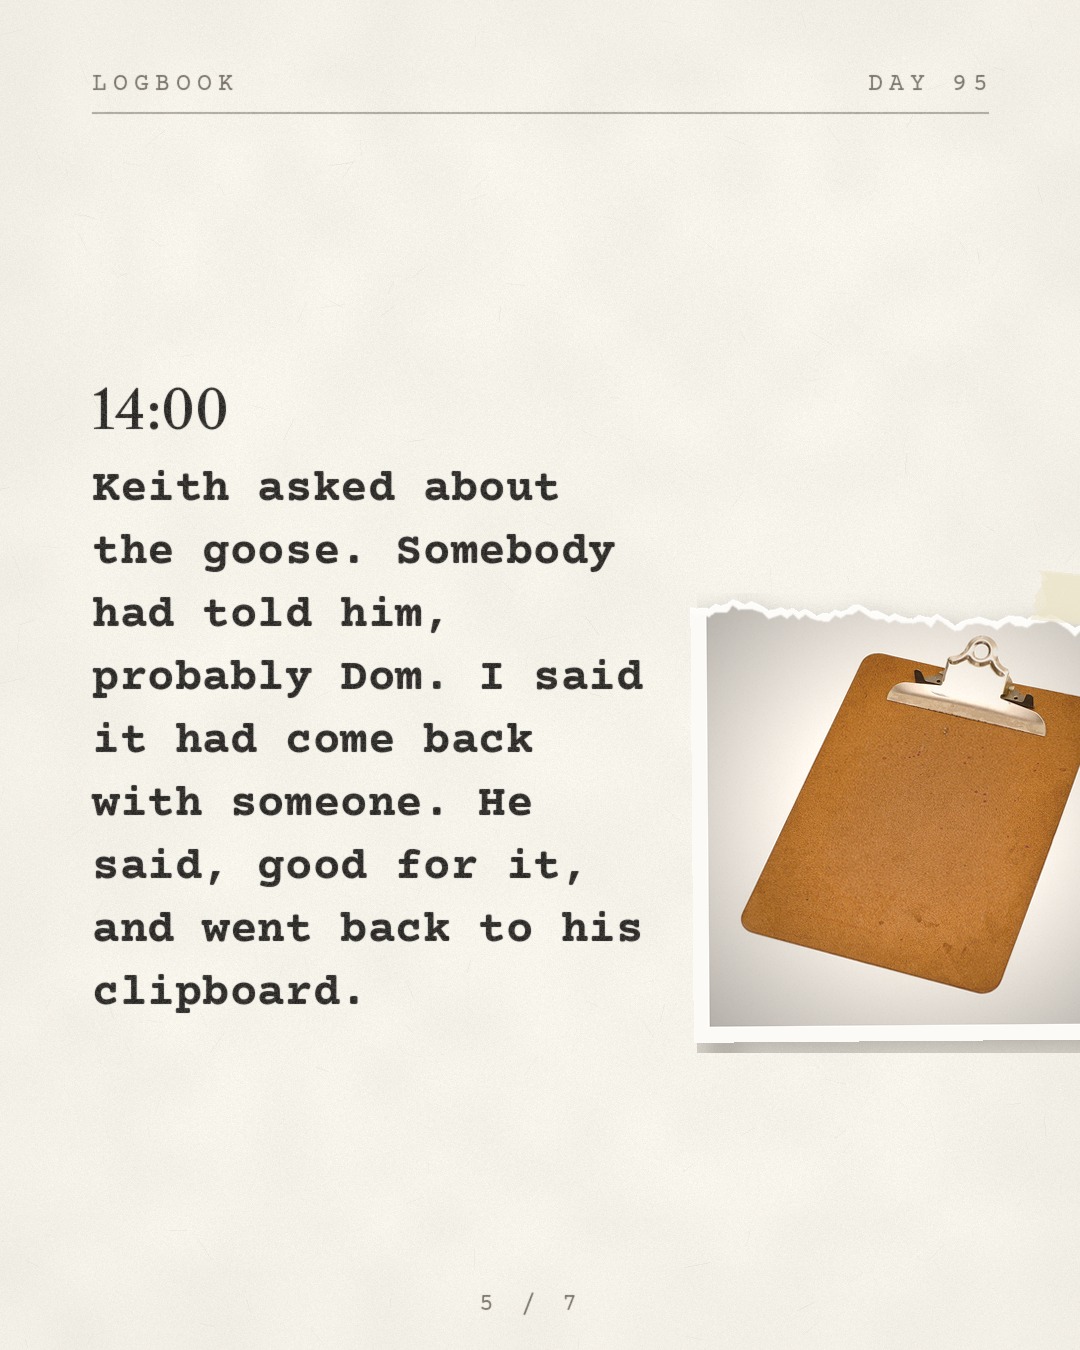 LOGBOOK DAY 95
14:00
Keith asked about
the goose. Somebody
had told him,
probably Dom. I said
it had come back
with someone. He
said, good for it,
and went back to his
clipboard.
5 / 7